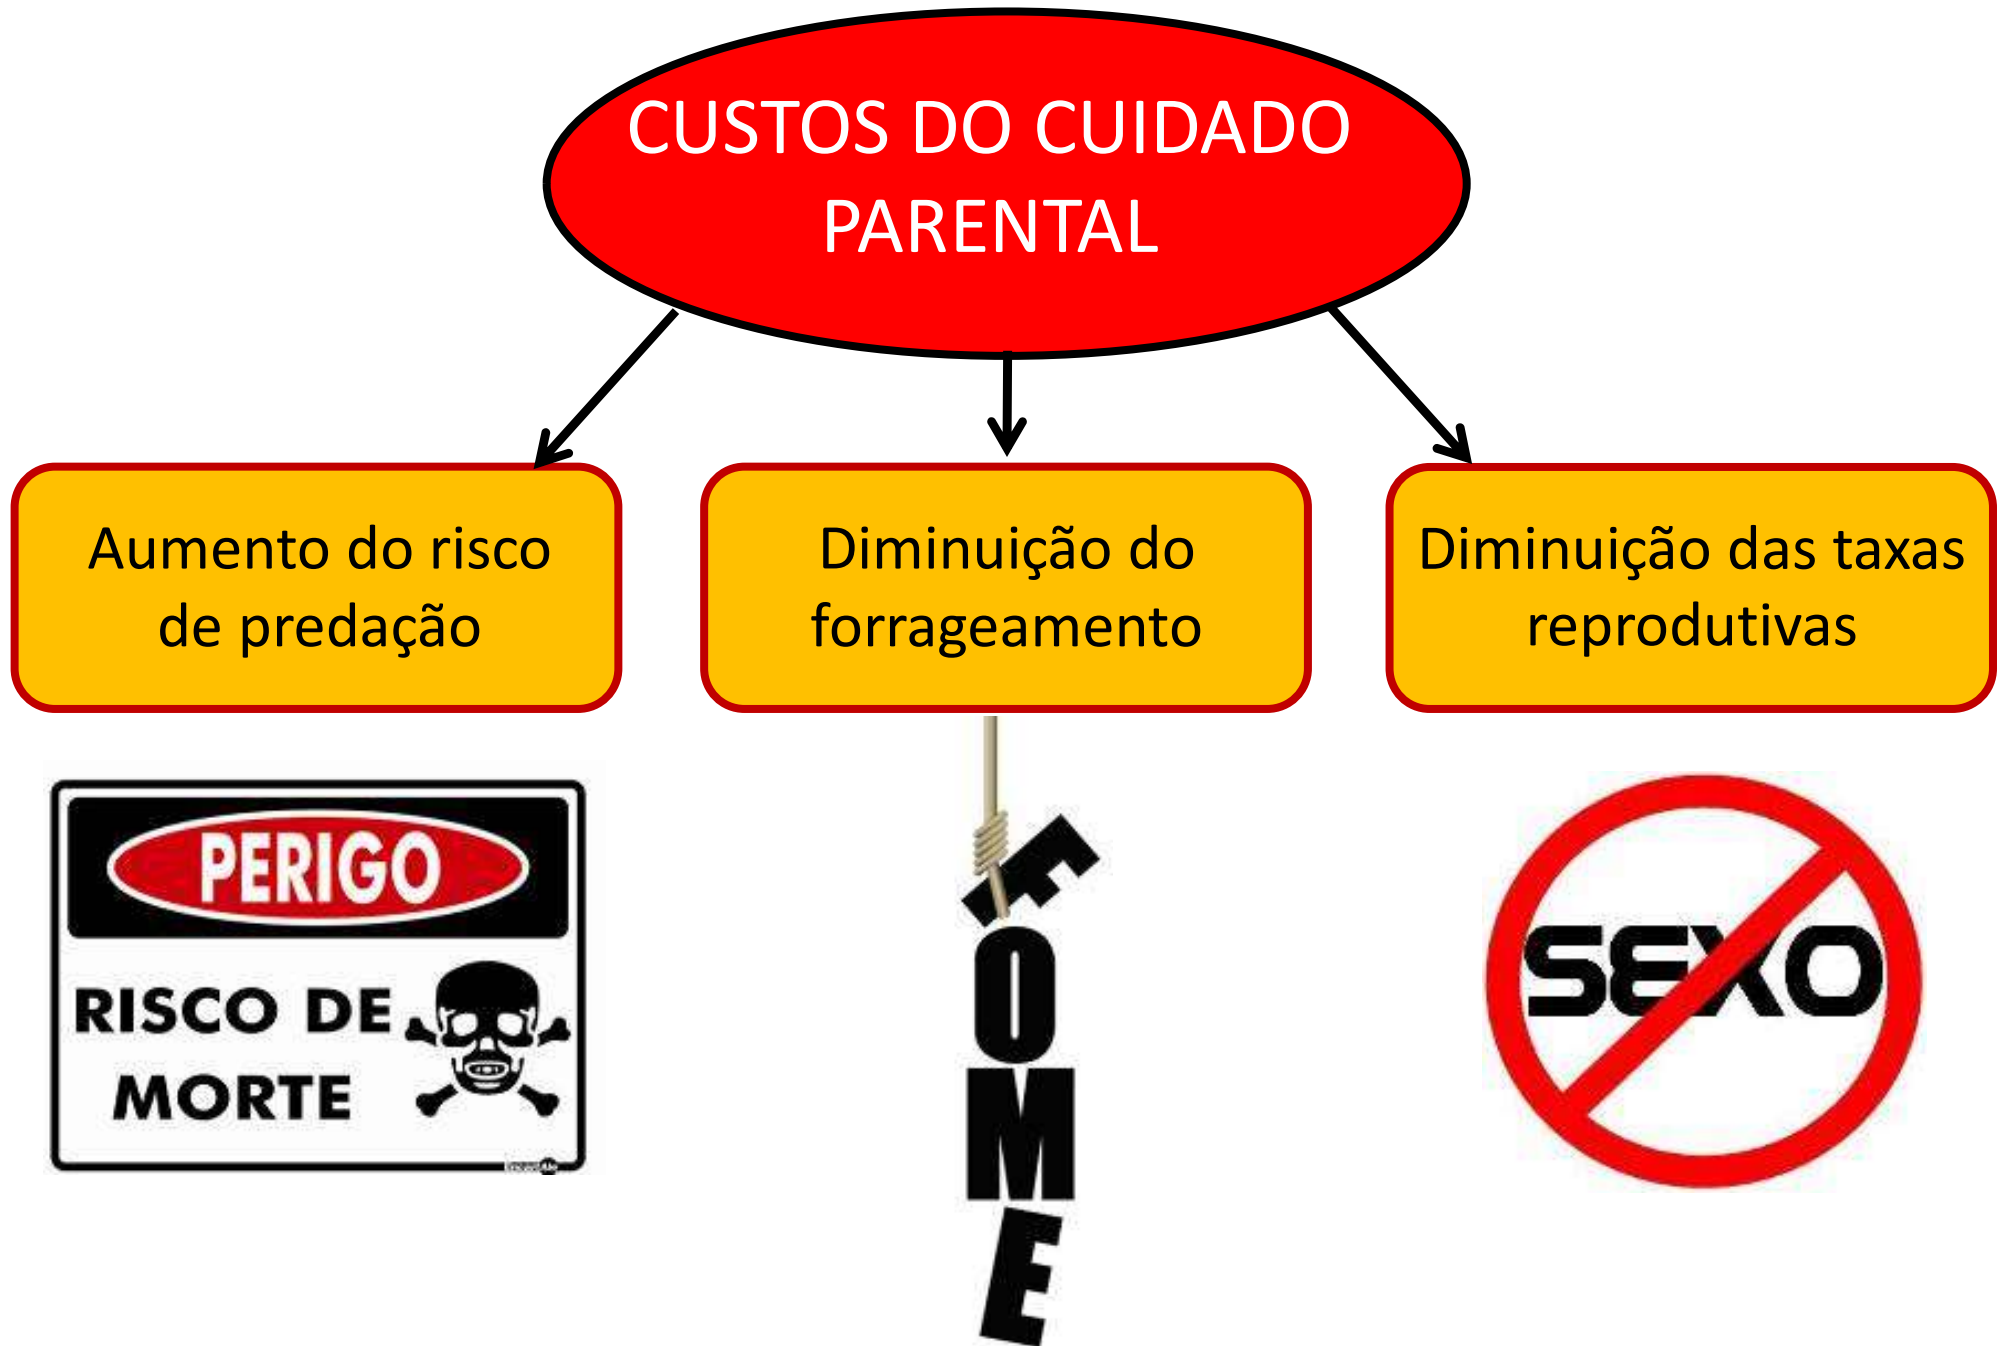 CUSTOS DO CUIDADO
PARENTAL
Aumento do risco
de predação
Diminuição do
forrageamento
Diminuição das taxas
reprodutivas
PERIGO
RISCO DE
MORTE
FOME
SEXO